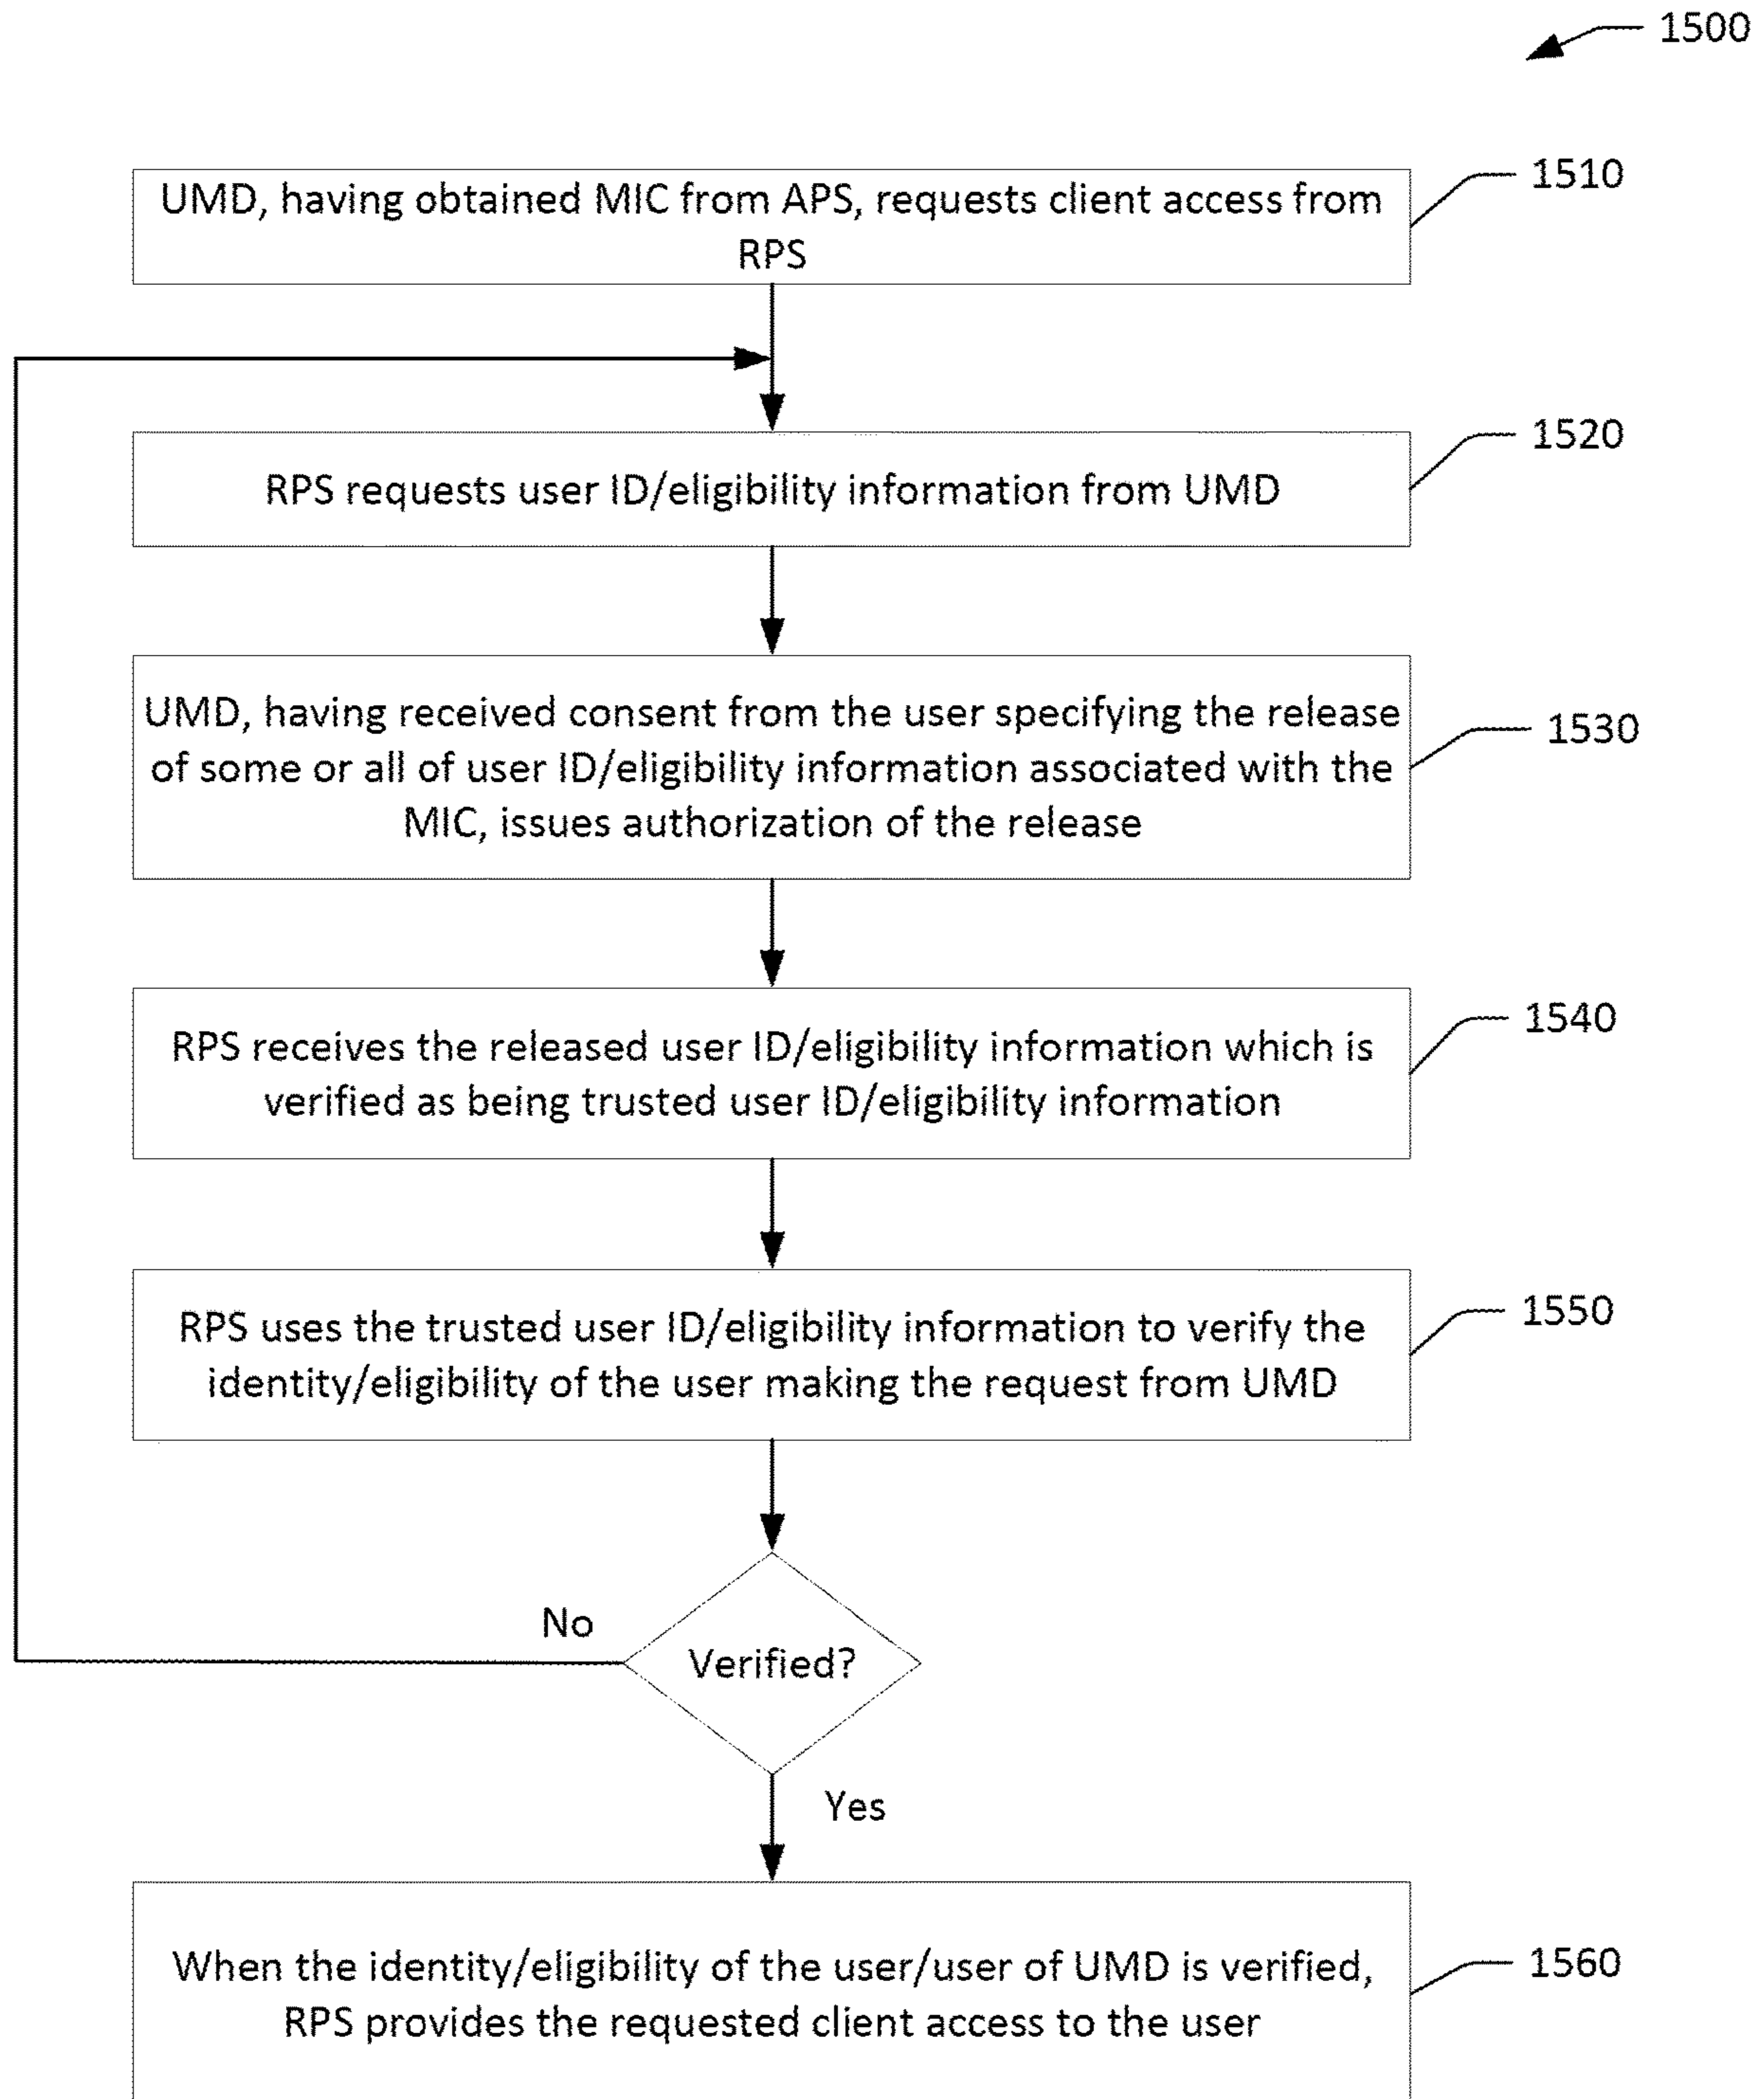 1500
UMD, having obtained MIC from APS, requests client access from
RPS
1510
RPS requests user ID/eligibility information from UMD
1520
UMD, having received consent from the user specifying the release
of some or all of user ID/eligibility information associated with the
MIC, issues authorization of the release
1530
RPS receives the released user ID/eligibility information which is
verified as being trusted user ID/eligibility information
1540
RPS uses the trusted user ID/eligibility information to verify the
identity/eligibility of the user making the request from UMD
1550
No
Verified?
Yes
When the identity/eligibility of the user/user of UMD is verified,
RPS provides the requested client access to the user
1560